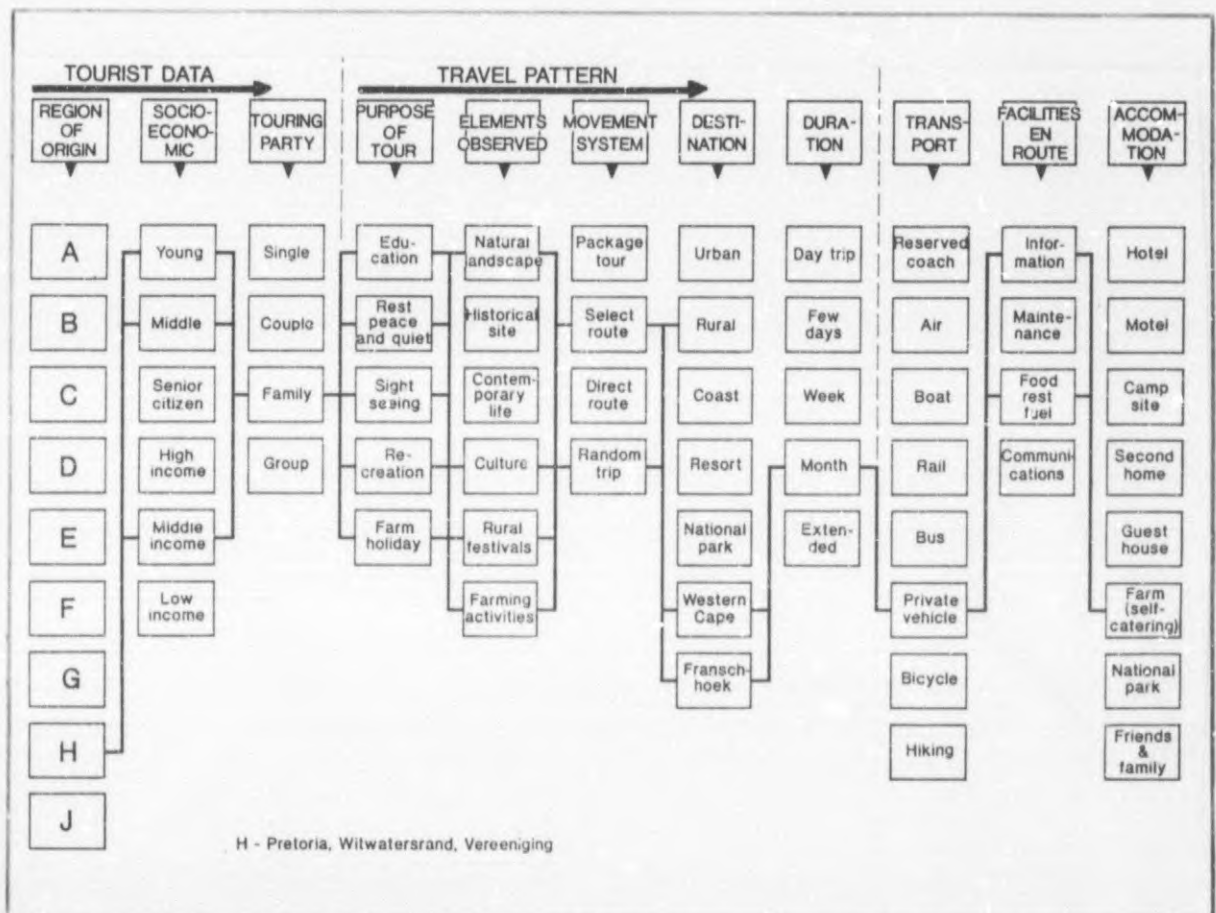 TOURIST DATA
TRAVEL PATTERN
REGION
OF
ORIGIN
SOCIO-
ECONO-
MIC
TOURING
PARTY
PURPOSE
OF
TOUR
ELEMENTS
OBSERVED
MOVEMENT
SYSTEM
DESTI-
NATION
DURA-
TION
TRANS-
PORT
FACILITIES
EN
ROUTE
ACCOM-
MODA-
TION
A
B
C
D
E
F
G
H
J
Young
Middle
Senior
citizen
High
income
Middle
income
Low
income
Single
Couple
Family
Group
Edu-
cation
Rest
peace
and quiet
Sight
seeing
Re-
creation
Farm
holiday
Natural
landscape
Historical
site
Contem-
porary
life
Culture
Rural
festivals
Farming
activities
Package
tour
Select
route
Direct
route
Random
trip
Urban
Rural
Coast
Resort
National
park
Western
Cape
Fransch-
hoek
Day trip
Few
days
Week
Month
Exten-
ded
Reserved
coach
Air
Boat
Rail
Bus
Private
vehicle
Bicycle
Hiking
Infor-
mation
Mainte-
nance
Food
rest
fuel
Communi-
cations
Hotel
Motel
Camp
site
Second
home
Guest
house
Farm
(self-
catering)
National
park
Friends
&
family
H - Pretoria, Witwatersrand, Vereeniging